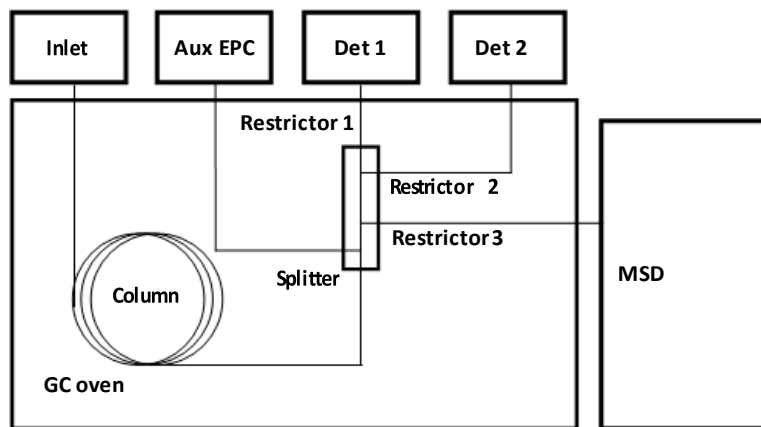 Inlet
Aux EPC
Det 1
Det 2
Restrictor 1
Restrictor 2
Restrictor 3
Splitter
Column
MSD
GC oven